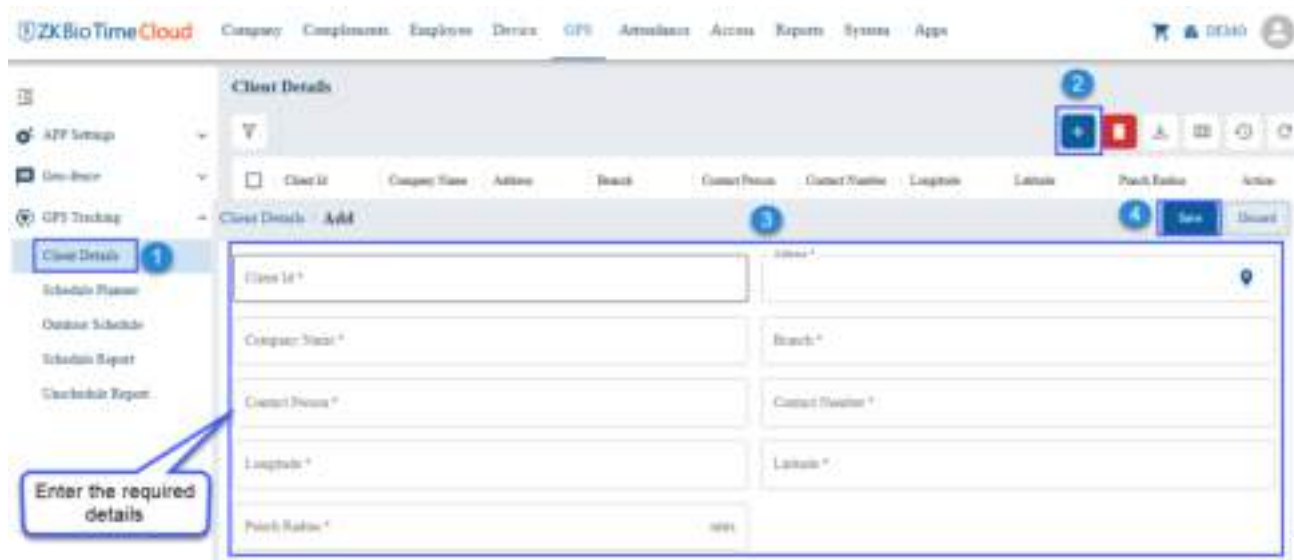 ZKBioTime Cloud Company Employee Device GPS Attendance Access Reports System Apps DEMO
Client Details
2
APP Settings
Geo-fence
Client Id Company Name Address Branch Contact Person Contact Number Longitude Latitude Punch Radius Action
GPS Tracking
Client Details Add 3 4 Save Discard
Client Details 1
Client Id * Address *
Schedule Planner
Outdoor Schedule
Company Name * Branch *
Schedule Report
Unschedule Report
Contact Person * Contact Number *
Longitude * Latitude *
Enter the required
details
Punch Radius *